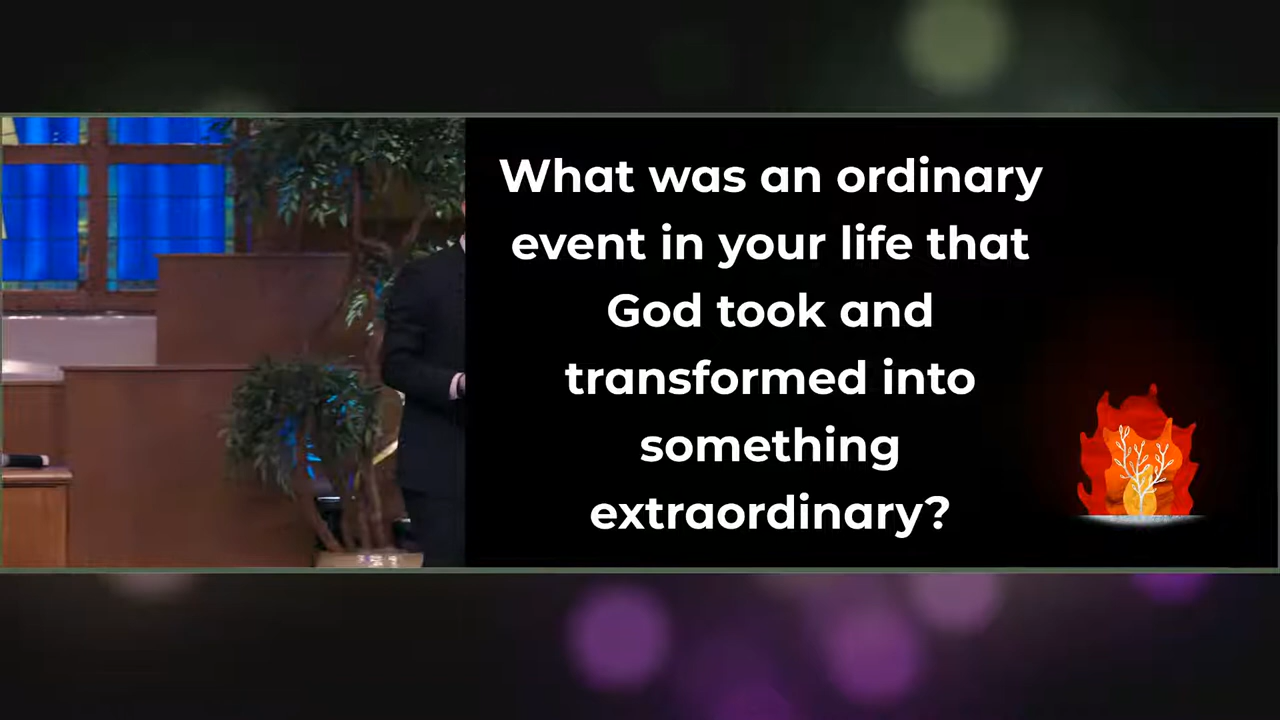 What was an ordinary
event in your life that
God took and
transformed into
something
extraordinary?